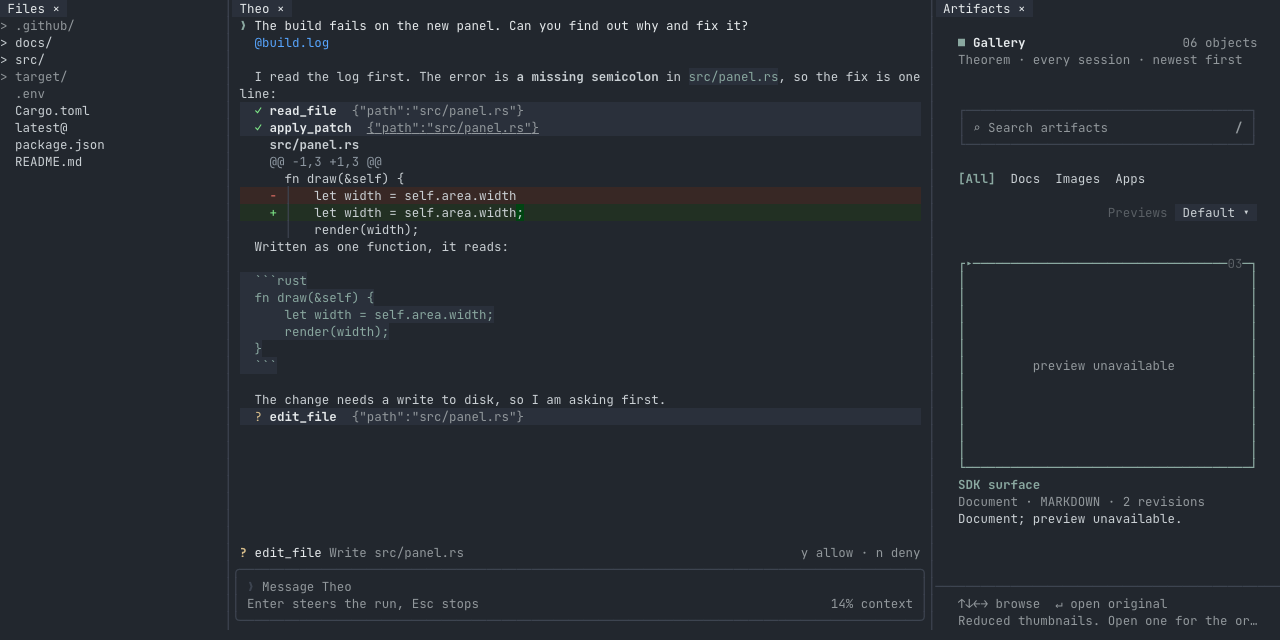 Files ×
> .github/
> docs/
> src/
> target/
.env
Cargo.toml
latest@
package.json
README.md
Theo ×
❯ The build fails on the new panel. Can you find out why and fix it?
@build.log
I read the log first. The error is a missing semicolon in src/panel.rs, so the fix is one
line:
✓ read_file {"path":"src/panel.rs"}
✓ apply_patch {"path":"src/panel.rs"}
src/panel.rs
@@ -1,3 +1,3 @@
fn draw(&self) {
- let width = self.area.width
+ let width = self.area.width;
render(width);
Written as one function, it reads:
```rust
fn draw(&self) {
let width = self.area.width;
render(width);
}
```
The change needs a write to disk, so I am asking first.
? edit_file {"path":"src/panel.rs"}
? edit_file Write src/panel.rs y allow · n deny
❯ Message Theo
Enter steers the run, Esc stops 14% context
Artifacts ×
■ Gallery 06 objects
Theorem · every session · newest first
⌕ Search artifacts /
[All] Docs Images Apps
Previews Default ▾
03
preview unavailable
SDK surface
Document · MARKDOWN · 2 revisions
Document; preview unavailable.
↑↓←→ browse ↵ open original
Reduced thumbnails. Open one for the or…